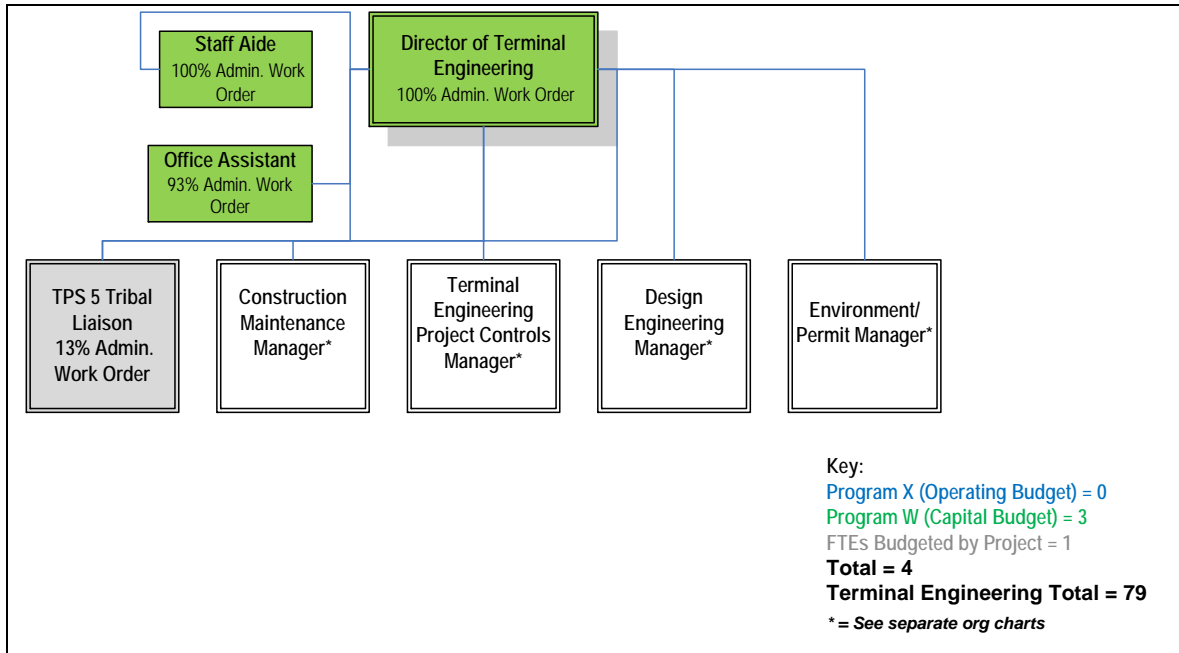 Staff Aide
100% Admin. Work
Order
Director of Terminal
Engineering
100% Admin. Work Order
Office Assistant
93% Admin. Work
Order
TPS 5 Tribal
Liaison
13% Admin.
Work Order
Construction
Maintenance
Manager*
Terminal
Engineering
Project Controls
Manager*
Design
Engineering
Manager*
Environment/
Permit Manager*
Key:
Program X (Operating Budget) = 0
Program W (Capital Budget) = 3
FTEs Budgeted by Project = 1
Total = 4
Terminal Engineering Total = 79
* = See separate org charts